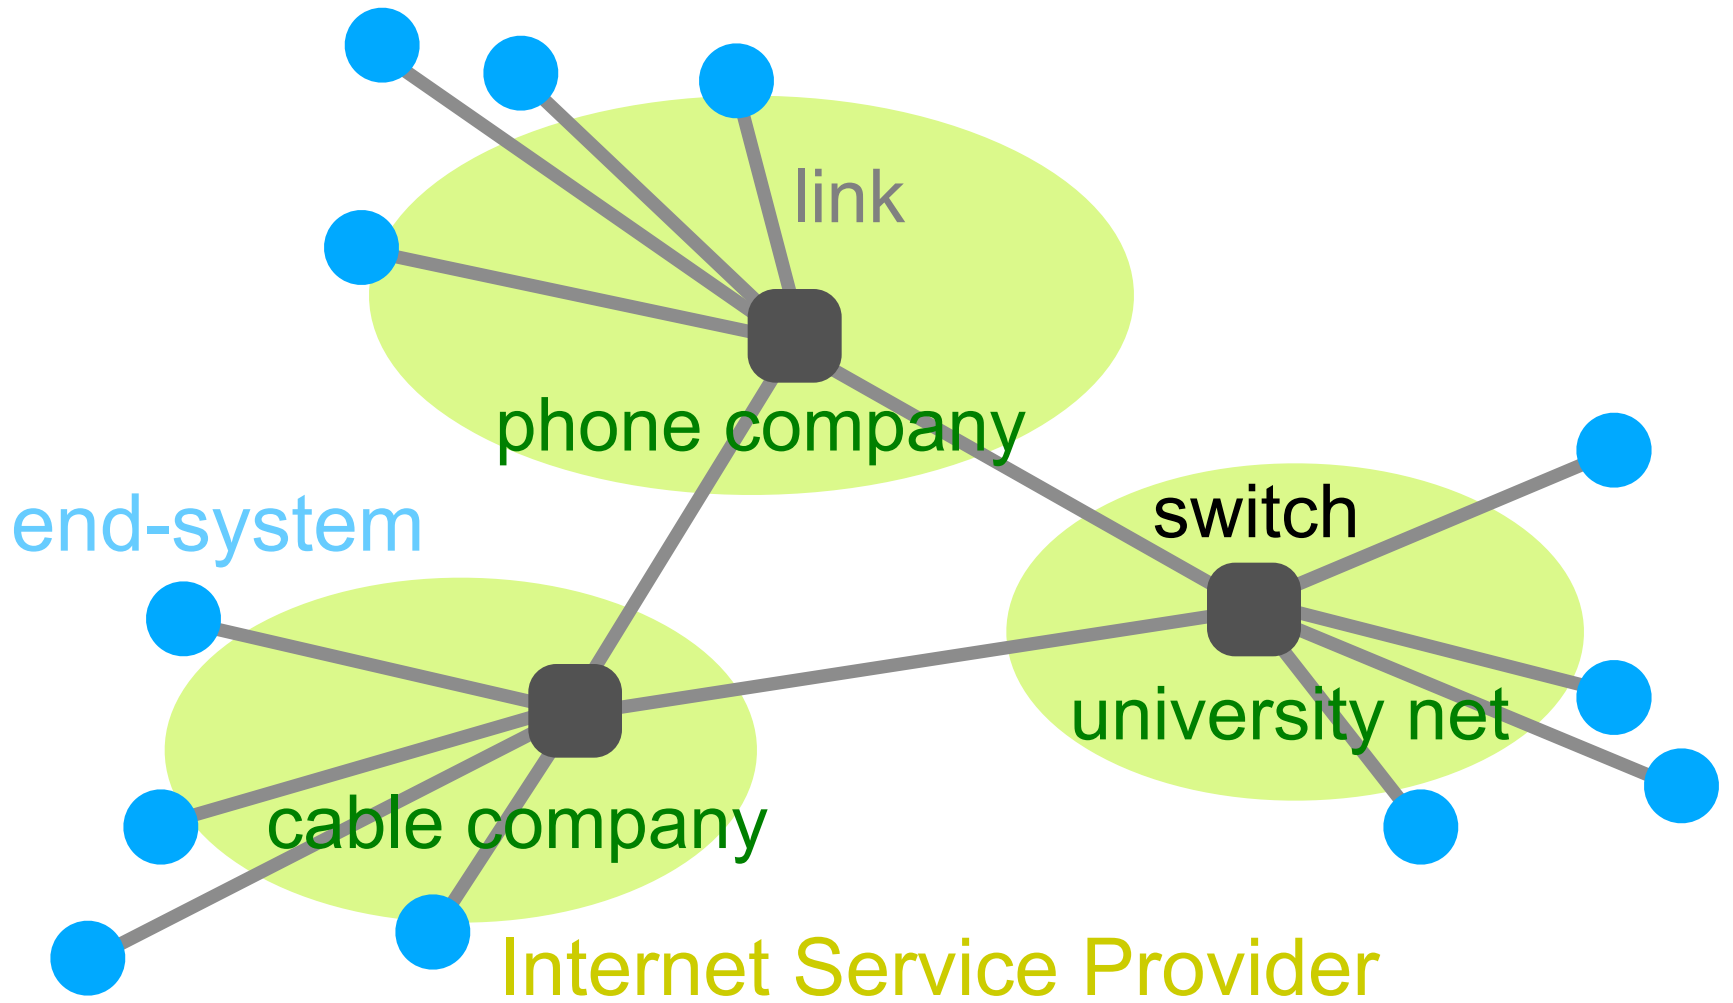 link
phone company
switch
end-system
university net
cable company
Internet Service Provider